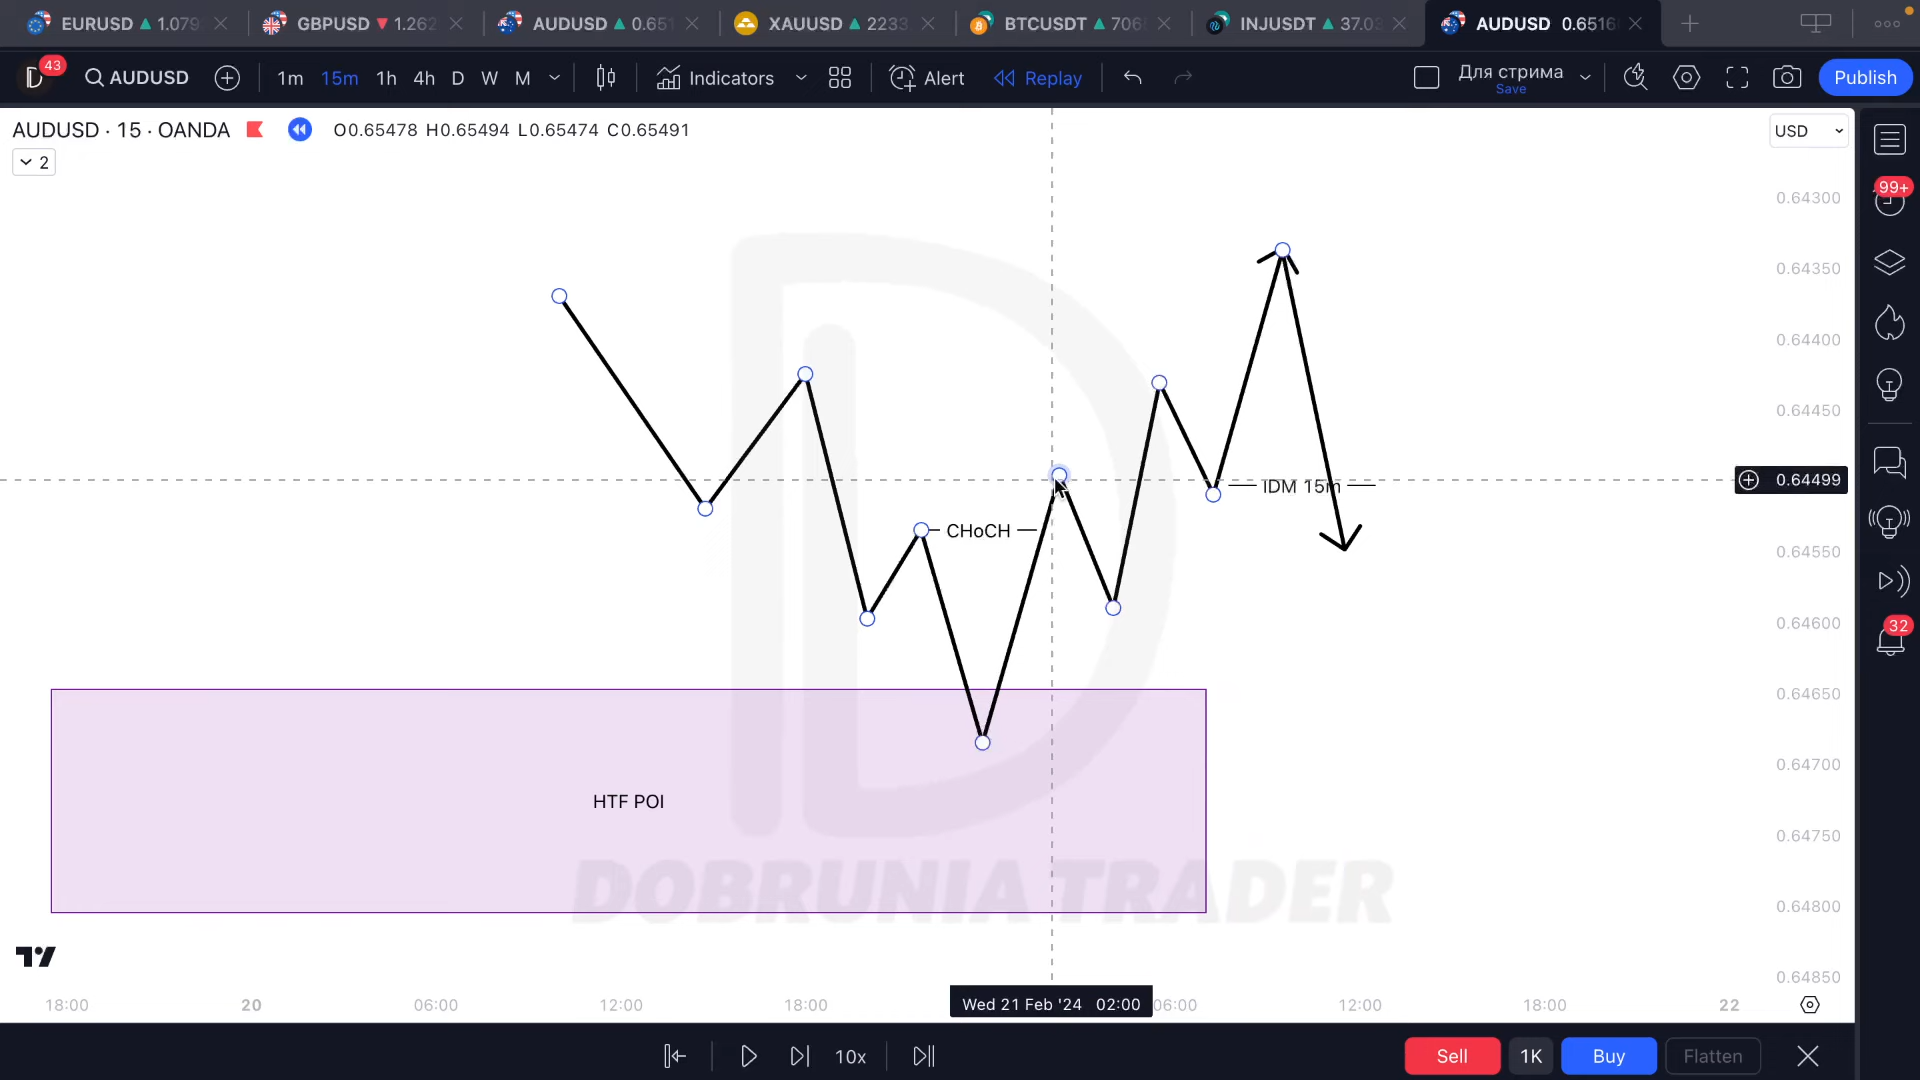 EURUSD 1.079
GBPUSD 1.262
AUDUSD 0.651
XAUUSD 2233
BTCUSDT 706
INJUSDT 37.03
AUDUSD 0.6516
43
AUDUSD
1m 15m 1h 4h D W M
Indicators
Alert
Replay
Для стрима
Save
Publish
AUDUSD · 15 · OANDA
O0.65478 H0.65494 L0.65474 C0.65491
USD
2
99+
0.64300
0.64350
0.64400
0.64450
0.64499
IDM 15m
CHoCH
0.64550
0.64600
32
0.64650
0.64700
HTF POI
0.64750
DOBRUNIA TRADER
0.64800
0.64850
18:00 20 06:00 12:00 18:00 Wed 21 Feb '24 02:00 06:00 12:00 18:00 22
10x
Sell 1K Buy Flatten